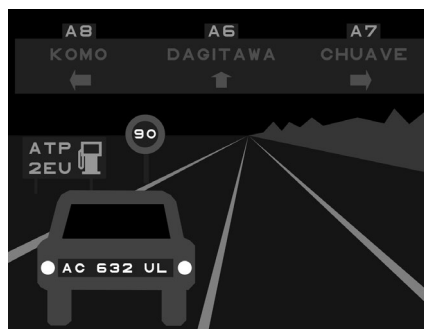 A8 A6 A7
KOMO DAGITAWA CHUAVE
90
ATP
2EU
AC 632 UL